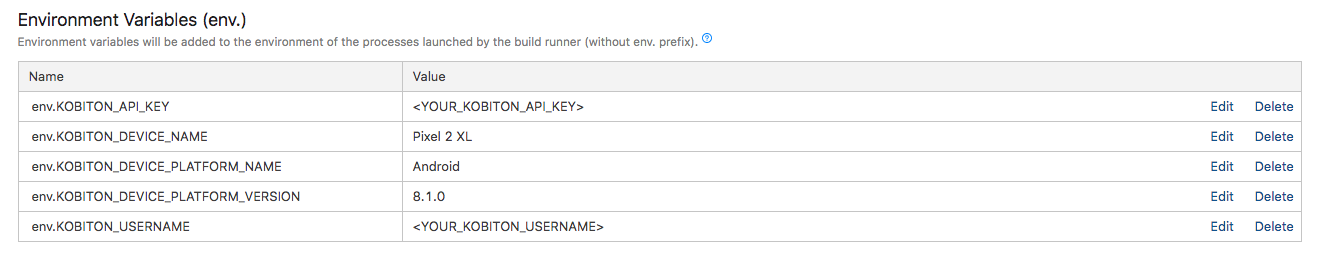 Environment Variables (env.)
Environment variables will be added to the environment of the processes launched by the build runner (without env. prefix). ?
Name Value
env.KOBITON_API_KEY <YOUR_KOBITON_API_KEY> Edit Delete
env.KOBITON_DEVICE_NAME Pixel 2 XL Edit Delete
env.KOBITON_DEVICE_PLATFORM_NAME Android Edit Delete
env.KOBITON_DEVICE_PLATFORM_VERSION 8.1.0 Edit Delete
env.KOBITON_USERNAME <YOUR_KOBITON_USERNAME> Edit Delete